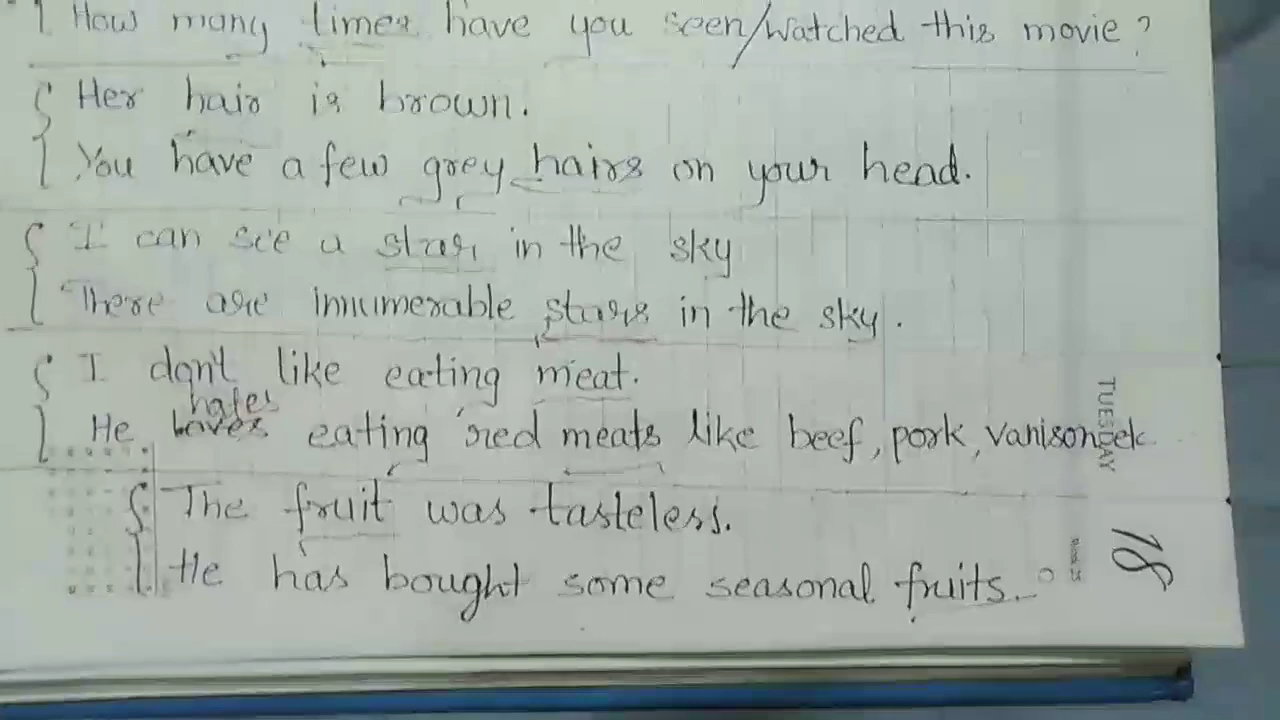 How many times have you seen/watched this movie?
Her hair is brown.
You have a few grey hairs on your head.
I can see a star in the sky
There are innumerable stars in the sky.
I don't like eating meat.
hates
He loves eating red meats like beef, pork, vanison
The fruit was tasteless.
He has bought some seasonal fruits.
TUESDAY
18